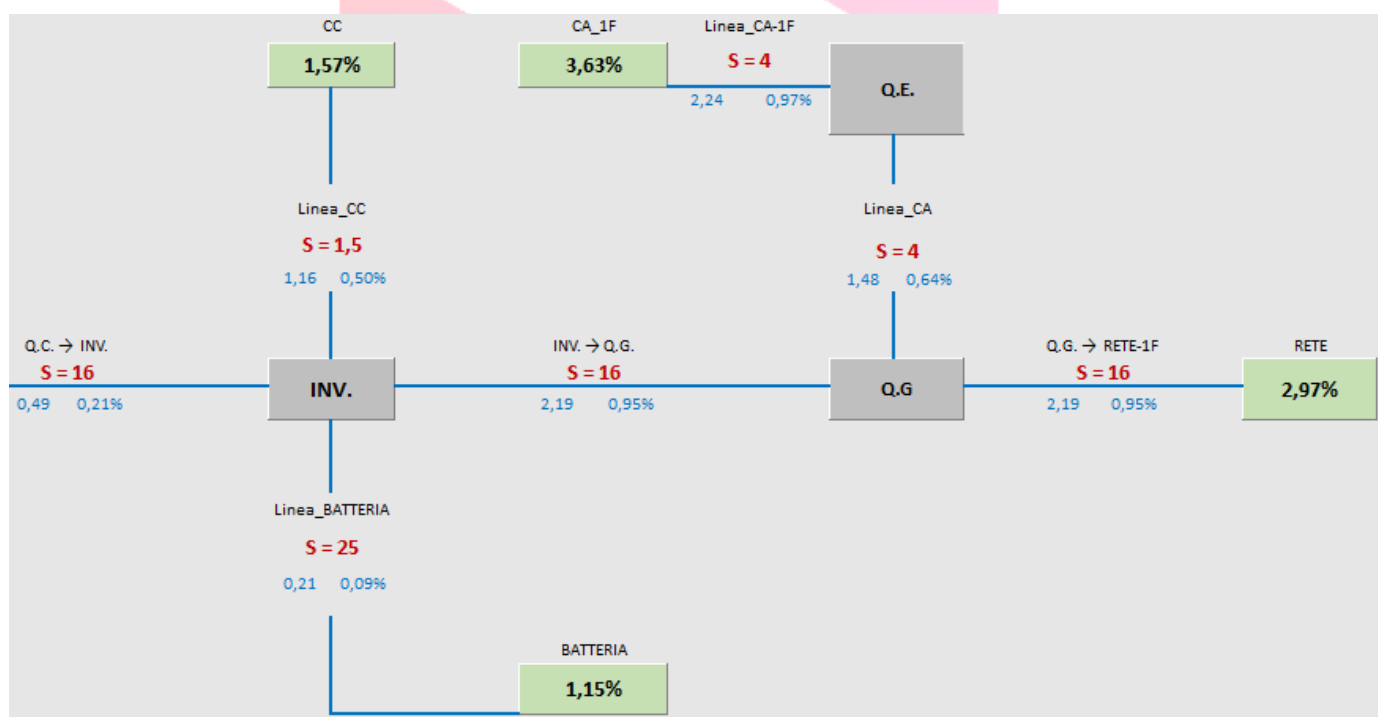 CC
CA_1F
Linea_CA-1F
1,57%
3,63%
S = 4
Q.E.
2,24 0,97%
Linea_CC
Linea_CA
S = 1,5
S = 4
1,16 0,50%
1,48 0,64%
Q.C. → INV.
INV. → Q.G.
Q.G. → RETE-1F
RETE
S = 16
S = 16
S = 16
INV.
Q.G
2,97%
0,49 0,21%
2,19 0,95%
2,19 0,95%
Linea_BATTERIA
S = 25
0,21 0,09%
BATTERIA
1,15%